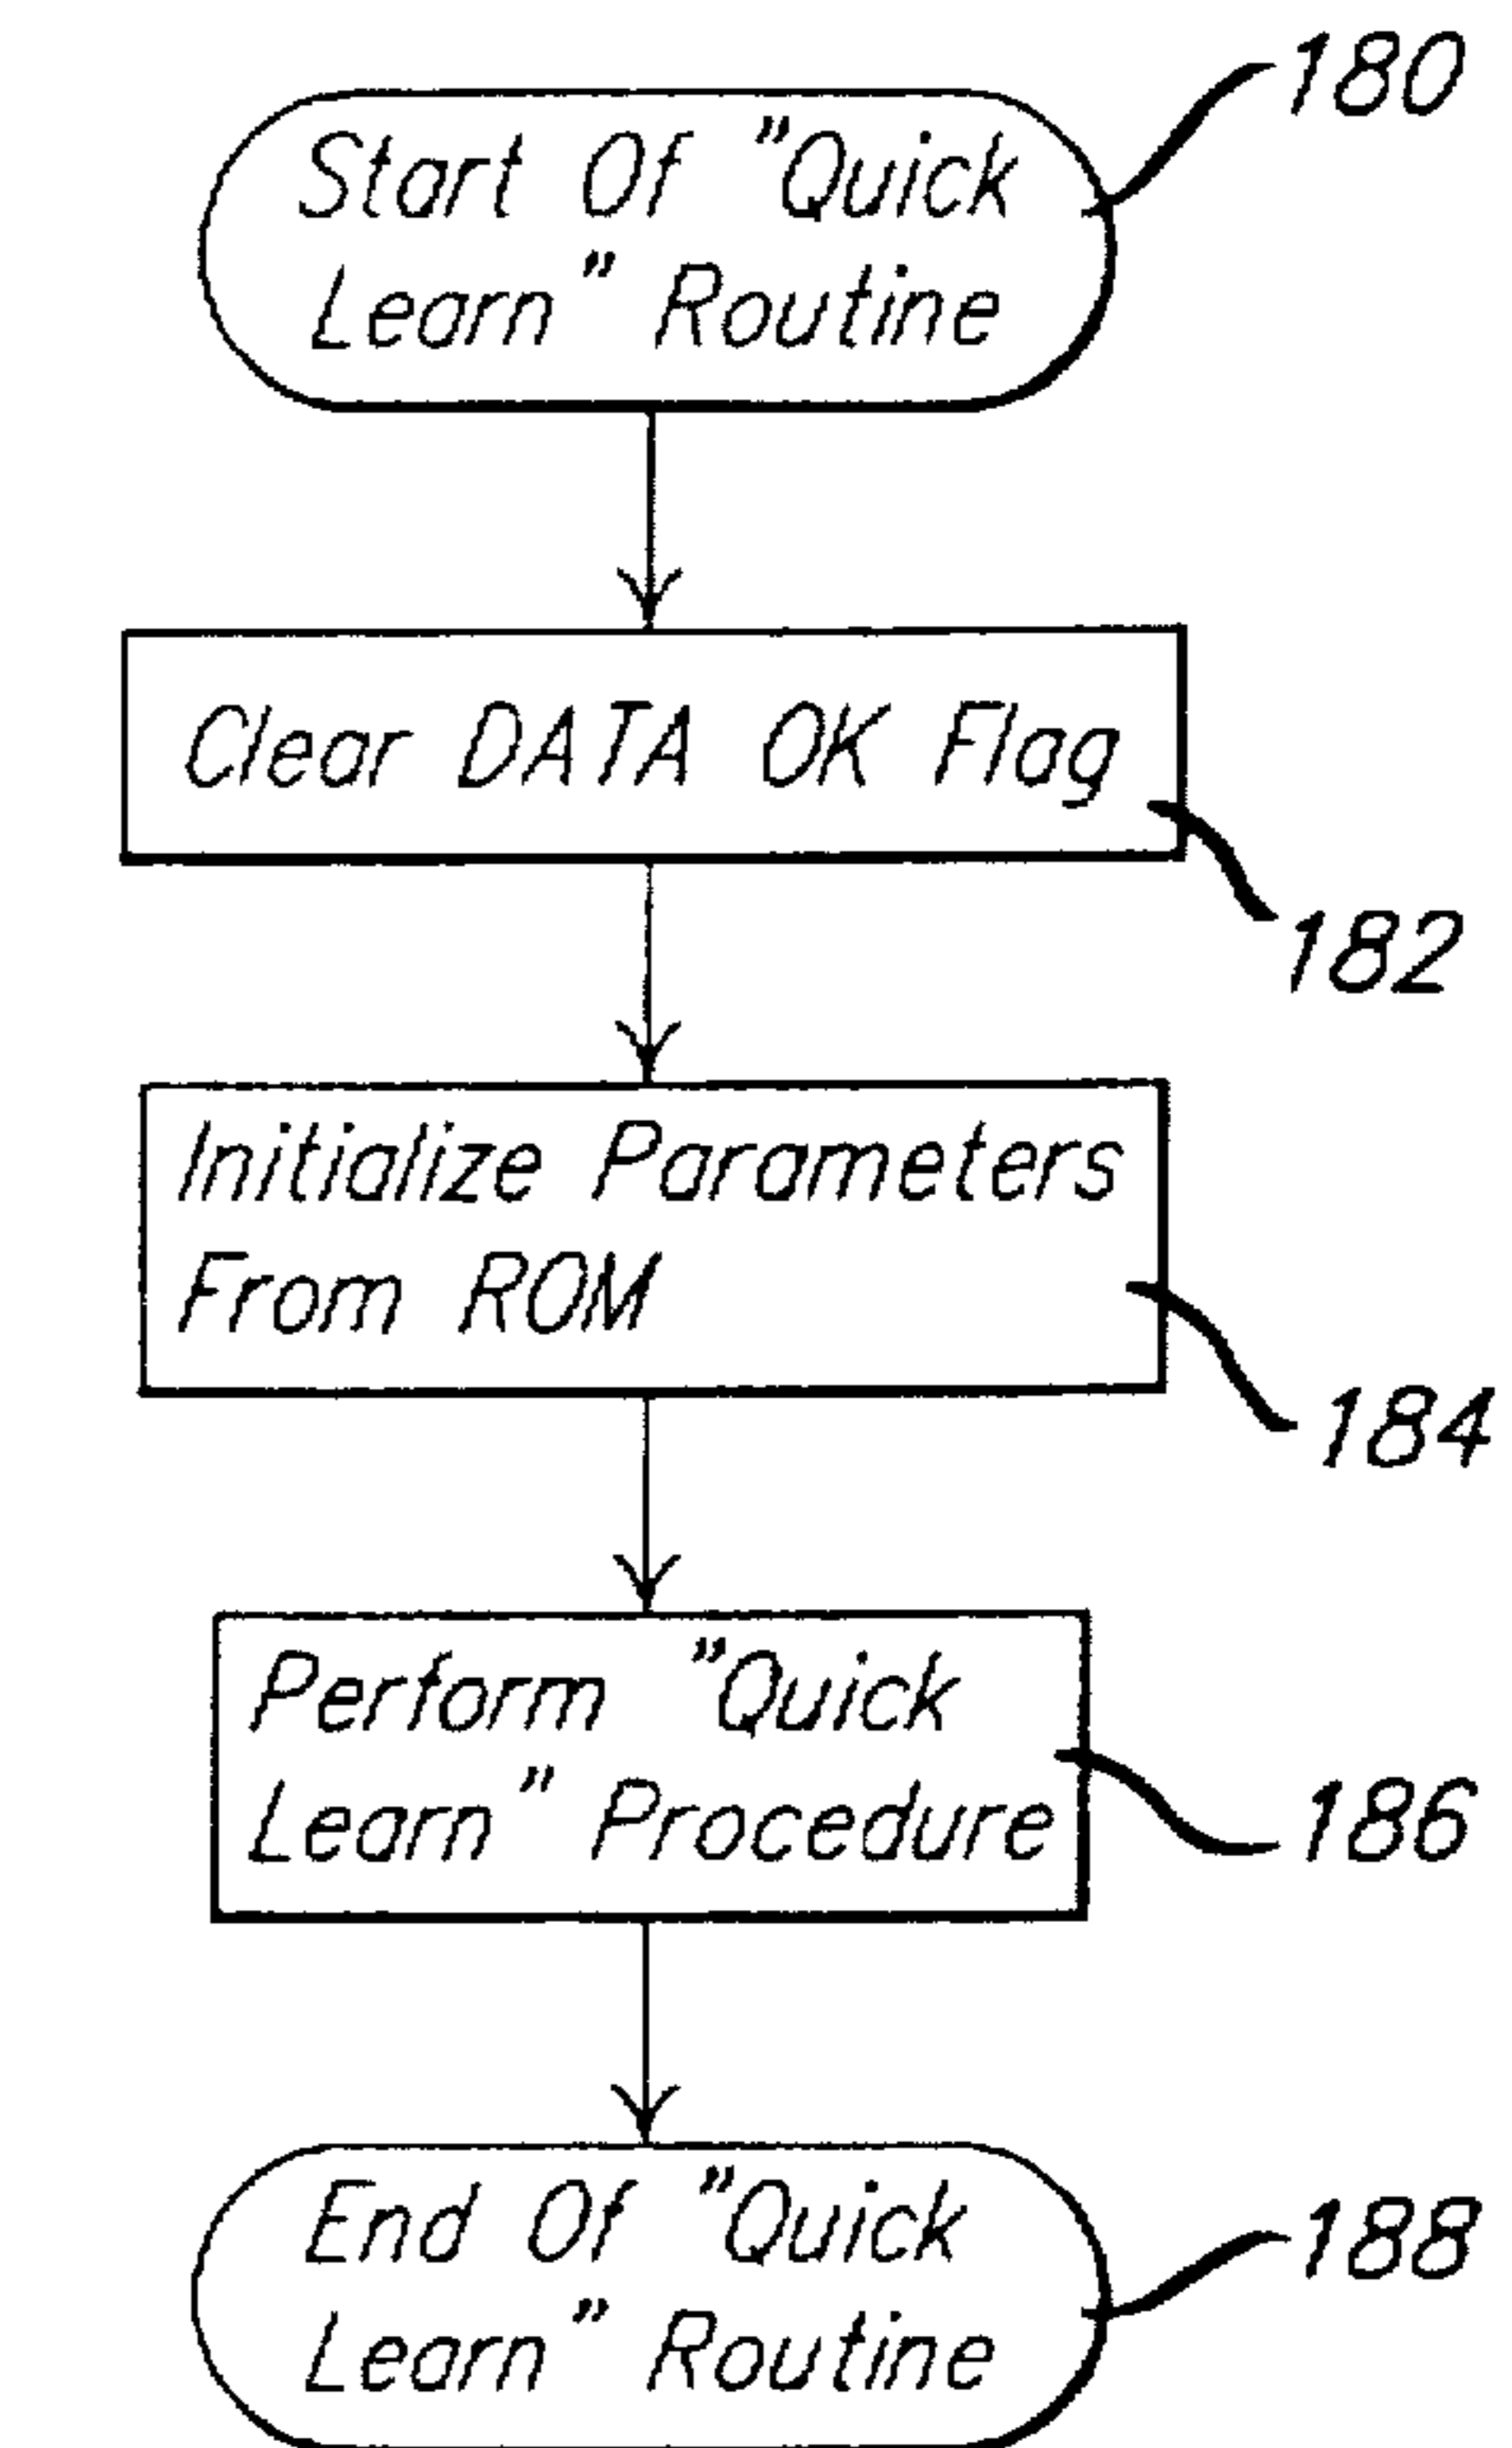 180
Start Of "Quick
Learn" Routine
Clear DATA OK Flag
182
Initialize Parameters
From ROM
184
Perform "Quick
Learn" Procedure
186
End Of "Quick
Learn" Routine
188